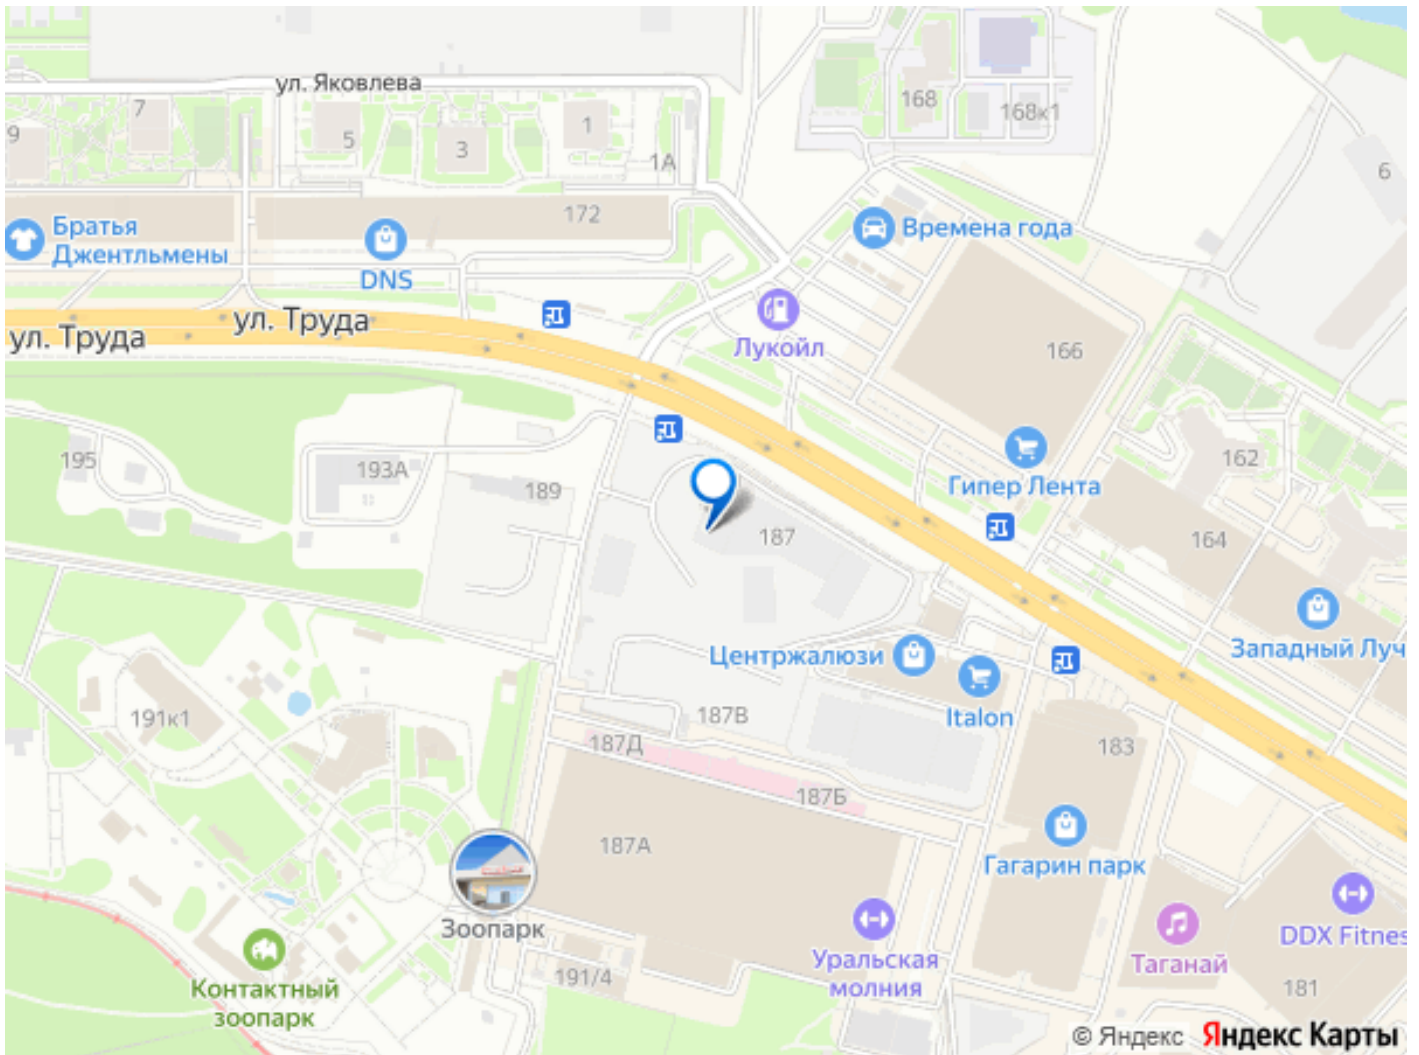 ул. Яковлева
168
168к1
7
9
5
3
1
1А
6
172
Братья
Джентльмены
DNS
Времена года
ул. Труда
ул. Труда
Лукойл
166
195
193А
189
162
Гипер Лента
187
164
Центржалюзи
Западный Луч
Italon
191к1
187В
187Д
183
187Б
187А
Гагарин парк
Зоопарк
DDX Fitnes
Контактный
зоопарк
191/4
Уральская
молния
Таганай
181
© Яндекс Яндекс Карты